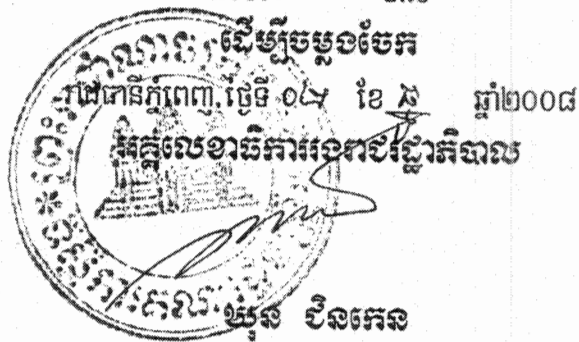 ដើម្បីចម្លងចែក
រាជធានីភ្នំពេញ,ថ្ងៃទី ០៤ ខែ ឆ្នាំ២០០៨
អគ្គលេខាធិការរងរាជរដ្ឋាភិបាល
ឃុន ជិនកេន